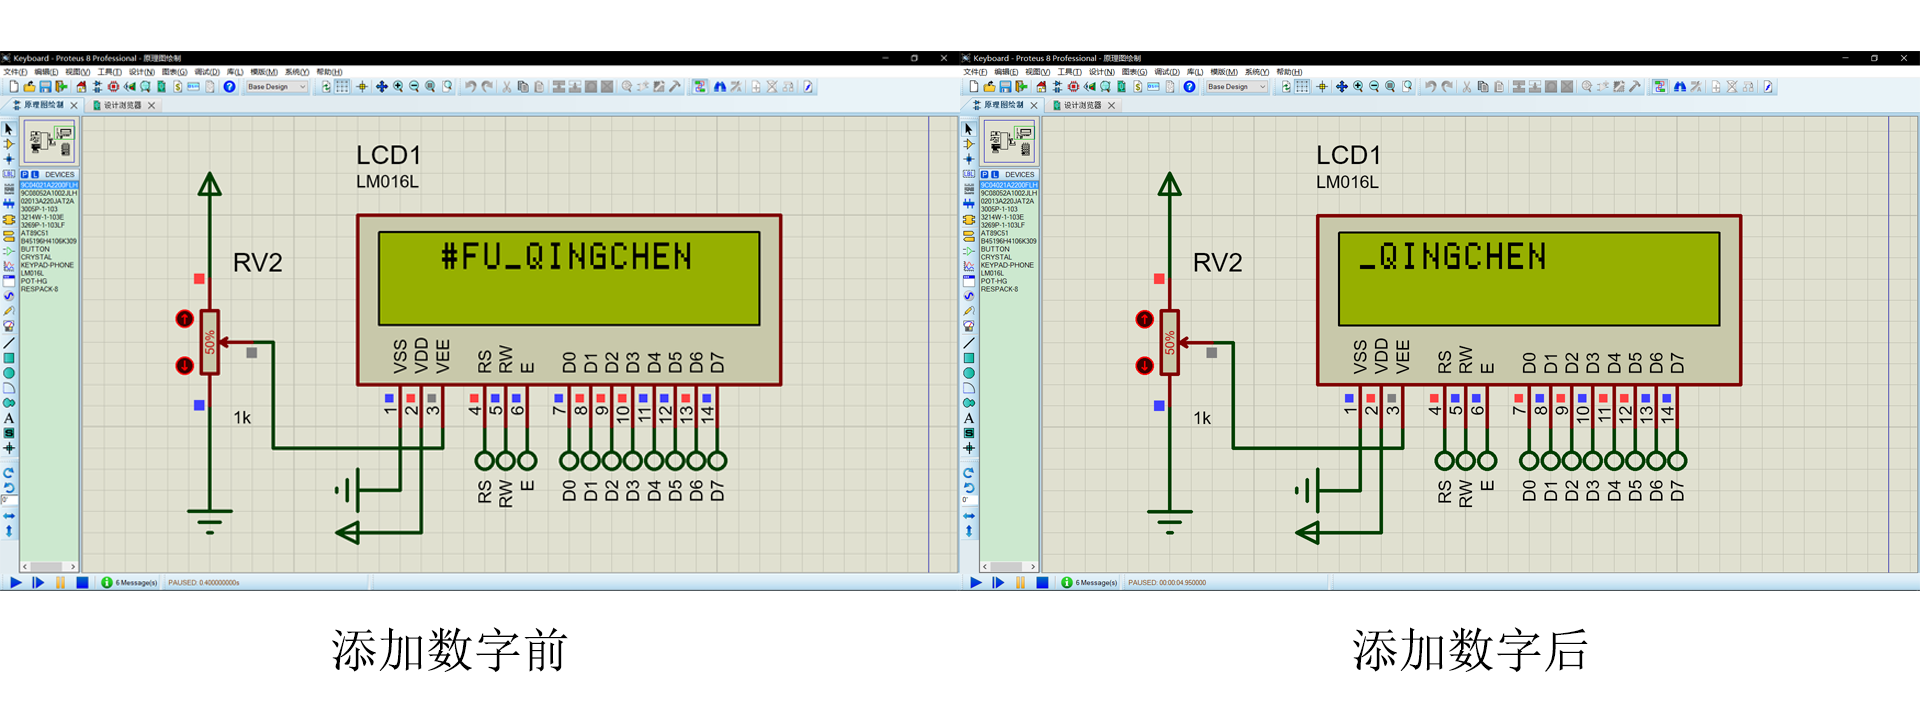 Keyboard - Proteus 8 Professional - 原理图绘制
文件(F) 编辑(E) 视图(V) 工具(T) 设计(N) 图表(G) 调试(D) 库(L) 模版(M) 系统(Y) 帮助(H)
Base Design
原理图绘制 设计浏览器
P L DEVICES
9C04021A2200FLH
9C08052A1002JLH
02013A220JAT2A
3005P-1-103
3214W-1-103E
3269P-1-103LF
AT89C51
B45196H4106K309
BUTTON
CRYSTAL
KEYPAD-PHONE
LM016L
POT-HG
RESPACK-8
LCD1
LM016L
#FU_QINGCHEN
RV2
50%
1k
VSS VDD VEE RS RW E D0 D1 D2 D3 D4 D5 D6 D7
1 2 3 4 5 6 7 8 9 10 11 12 13 14
RS RW E D0 D1 D2 D3 D4 D5 D6 D7
6 Message(s) PAUSED: 0.400000000s
Keyboard - Proteus 8 Professional - 原理图绘制
文件(F) 编辑(E) 视图(V) 工具(T) 设计(N) 图表(G) 调试(D) 库(L) 模版(M) 系统(Y) 帮助(H)
Base Design
原理图绘制 设计浏览器
P L DEVICES
9C04021A2200FLH
9C08052A1002JLH
02013A220JAT2A
3005P-1-103
3214W-1-103E
3269P-1-103LF
AT89C51
B45196H4106K309
BUTTON
CRYSTAL
KEYPAD-PHONE
LM016L
POT-HG
RESPACK-8
LCD1
LM016L
_QINGCHEN
RV2
50%
1k
VSS VDD VEE RS RW E D0 D1 D2 D3 D4 D5 D6 D7
1 2 3 4 5 6 7 8 9 10 11 12 13 14
RS RW E D0 D1 D2 D3 D4 D5 D6 D7
6 Message(s) PAUSED: 00:00:04.950000
添加数字前
添加数字后